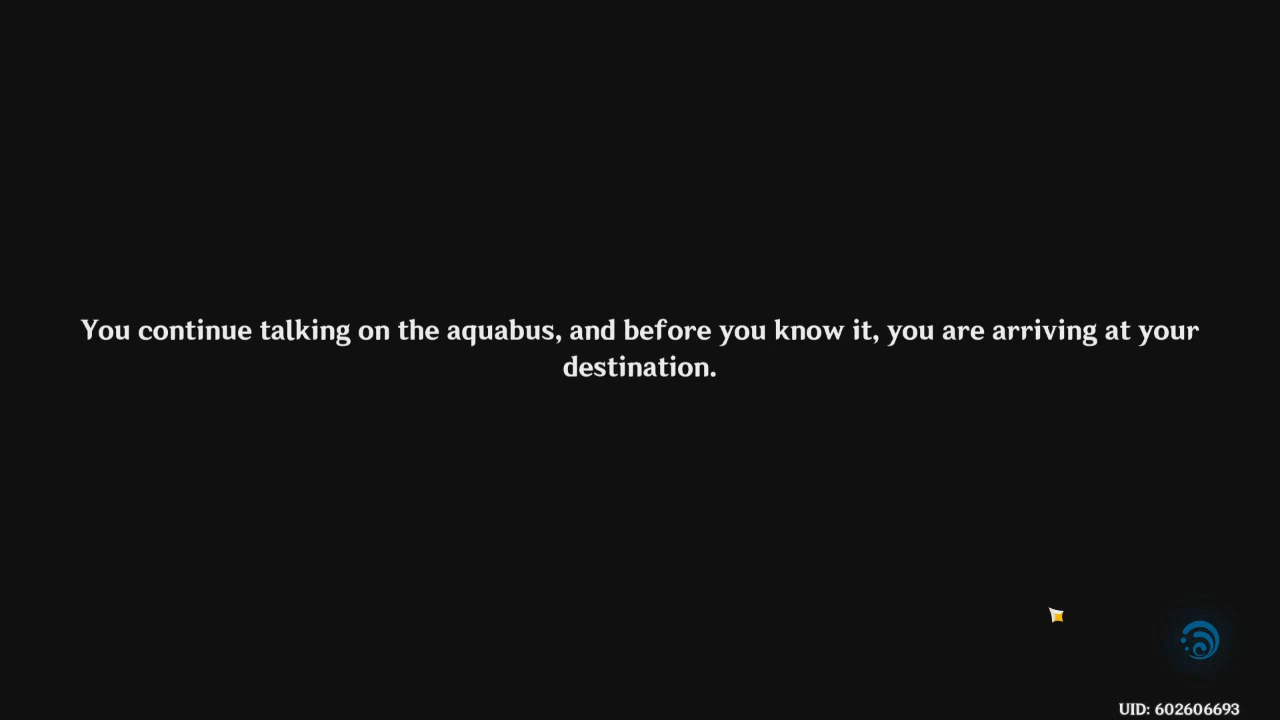 You continue talking on the aquabus, and before you know it, you are arriving at your
destination.
UID: 602606693